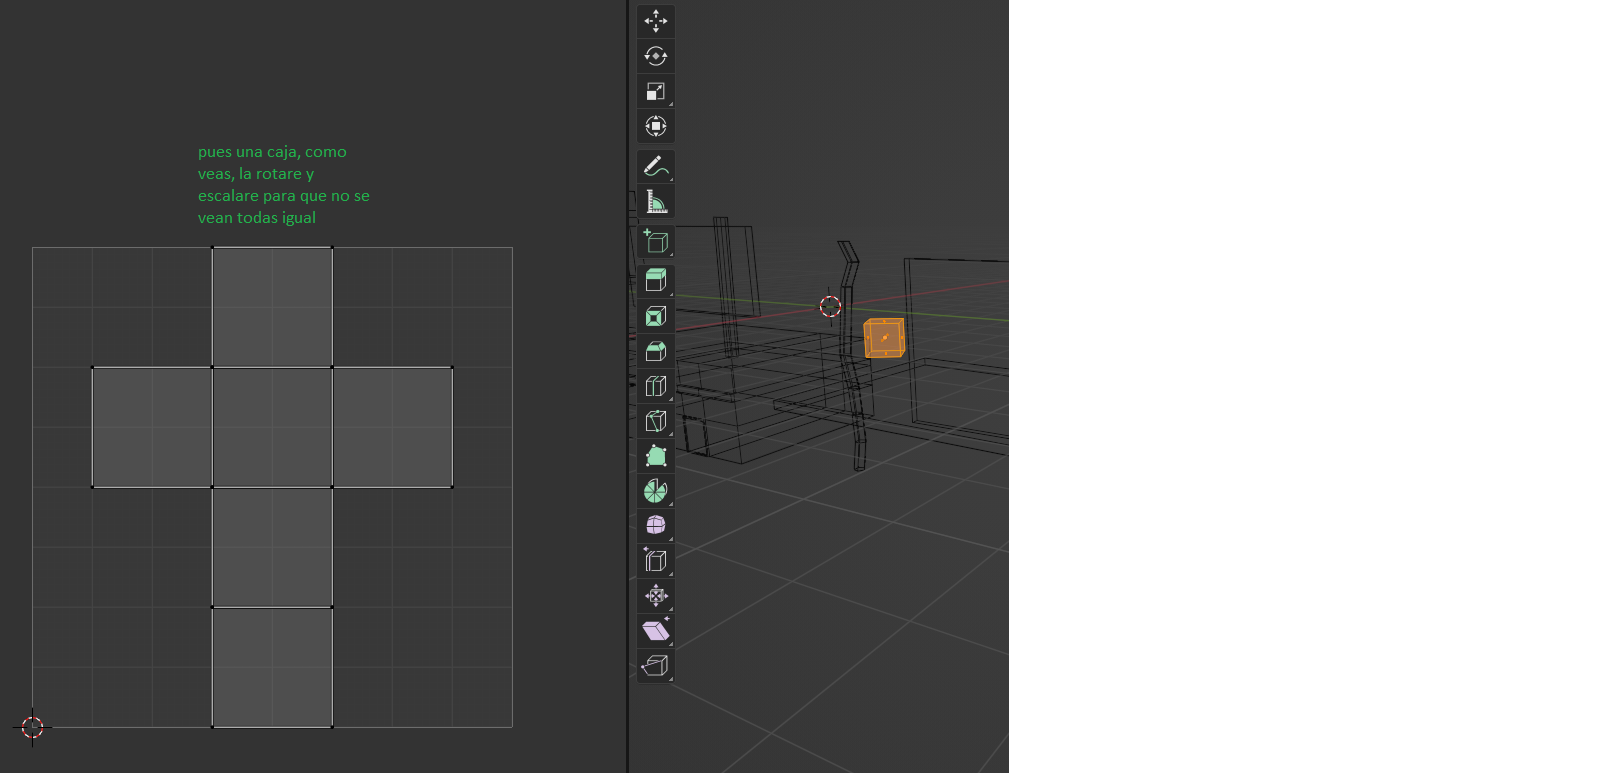 pues una caja, como
veas, la rotare y
escalare para que no se
vean todas igual